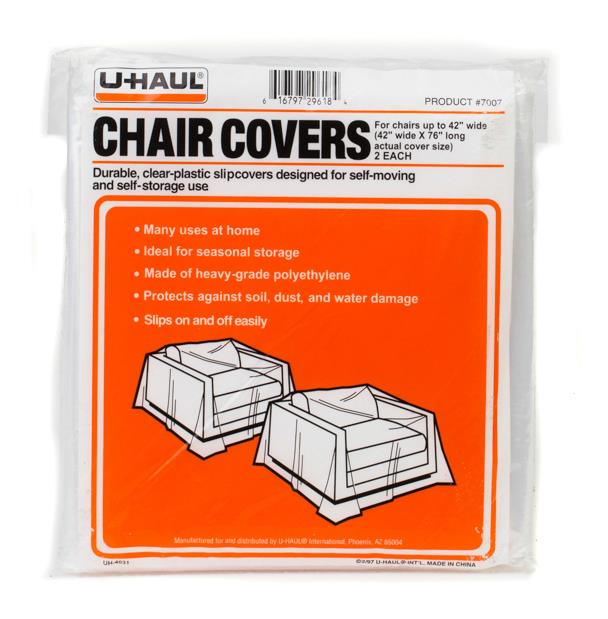 U-HAUL®
6 16797 29618 4
PRODUCT #7007
CHAIR COVERS
For chairs up to 42" wide
(42" wide X 76" long
actual cover size)
2 EACH
Durable, clear-plastic slipcovers designed for self-moving
and self-storage use
• Many uses at home
• Ideal for seasonal storage
• Made of heavy-grade polyethylene
• Protects against soil, dust, and water damage
• Slips on and off easily
Manufactured for and distributed by U-HAUL® International, Phoenix, AZ 85004
UH-4031
©2/97 U-HAUL® INT'L, MADE IN CHINA